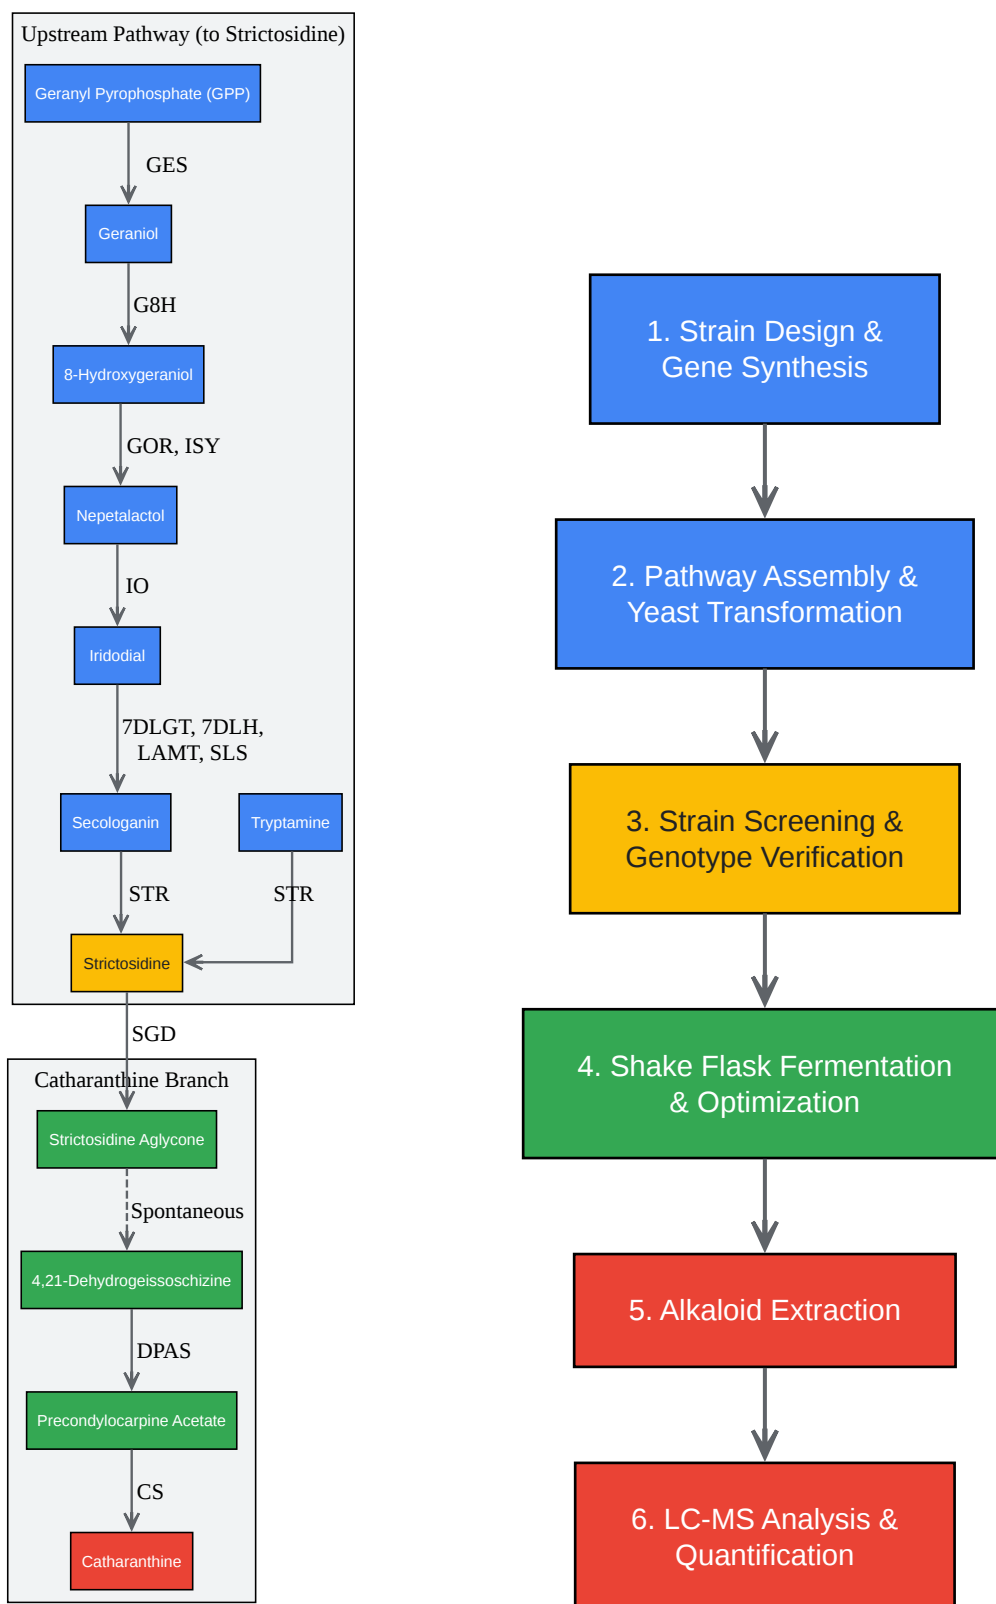 Upstream Pathway (to Strictosidine)
Geranyl Pyrophosphate (GPP)
GES
Geraniol
G8H
8-Hydroxygeraniol
GOR, ISY
Nepetalactol
IO
Iridodial
7DLGT, 7DLH,
LAMT, SLS
Secologanin
Tryptamine
STR
STR
Strictosidine
SGD
Catharanthine Branch
Strictosidine Aglycone
Spontaneous
4,21-Dehydrogeissoschizine
DPAS
Precondylocarpine Acetate
CS
Catharanthine
1. Strain Design &
Gene Synthesis
2. Pathway Assembly &
Yeast Transformation
3. Strain Screening &
Genotype Verification
4. Shake Flask Fermentation
& Optimization
5. Alkaloid Extraction
6. LC-MS Analysis &
Quantification